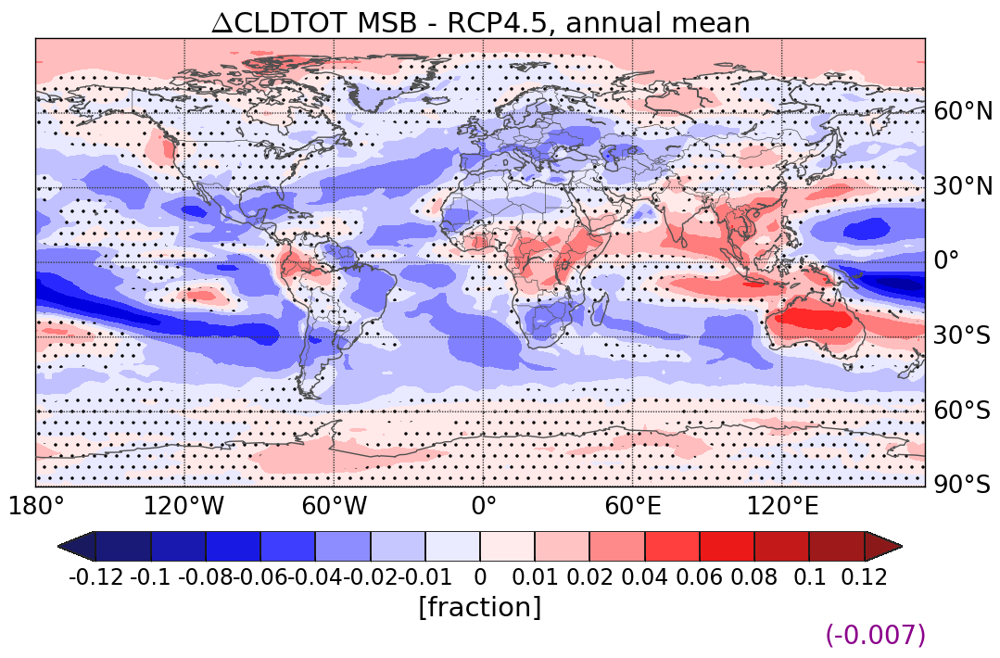 ΔCLDTOT MSB - RCP4.5, annual mean
60°N
30°N
0°
30°S
60°S
90°S
180° 120°W 60°W 0° 60°E 120°E
-0.12 -0.1 -0.08 -0.06 -0.04 -0.02 -0.01 0 0.01 0.02 0.04 0.06 0.08 0.1 0.12
[fraction]
(-0.007)